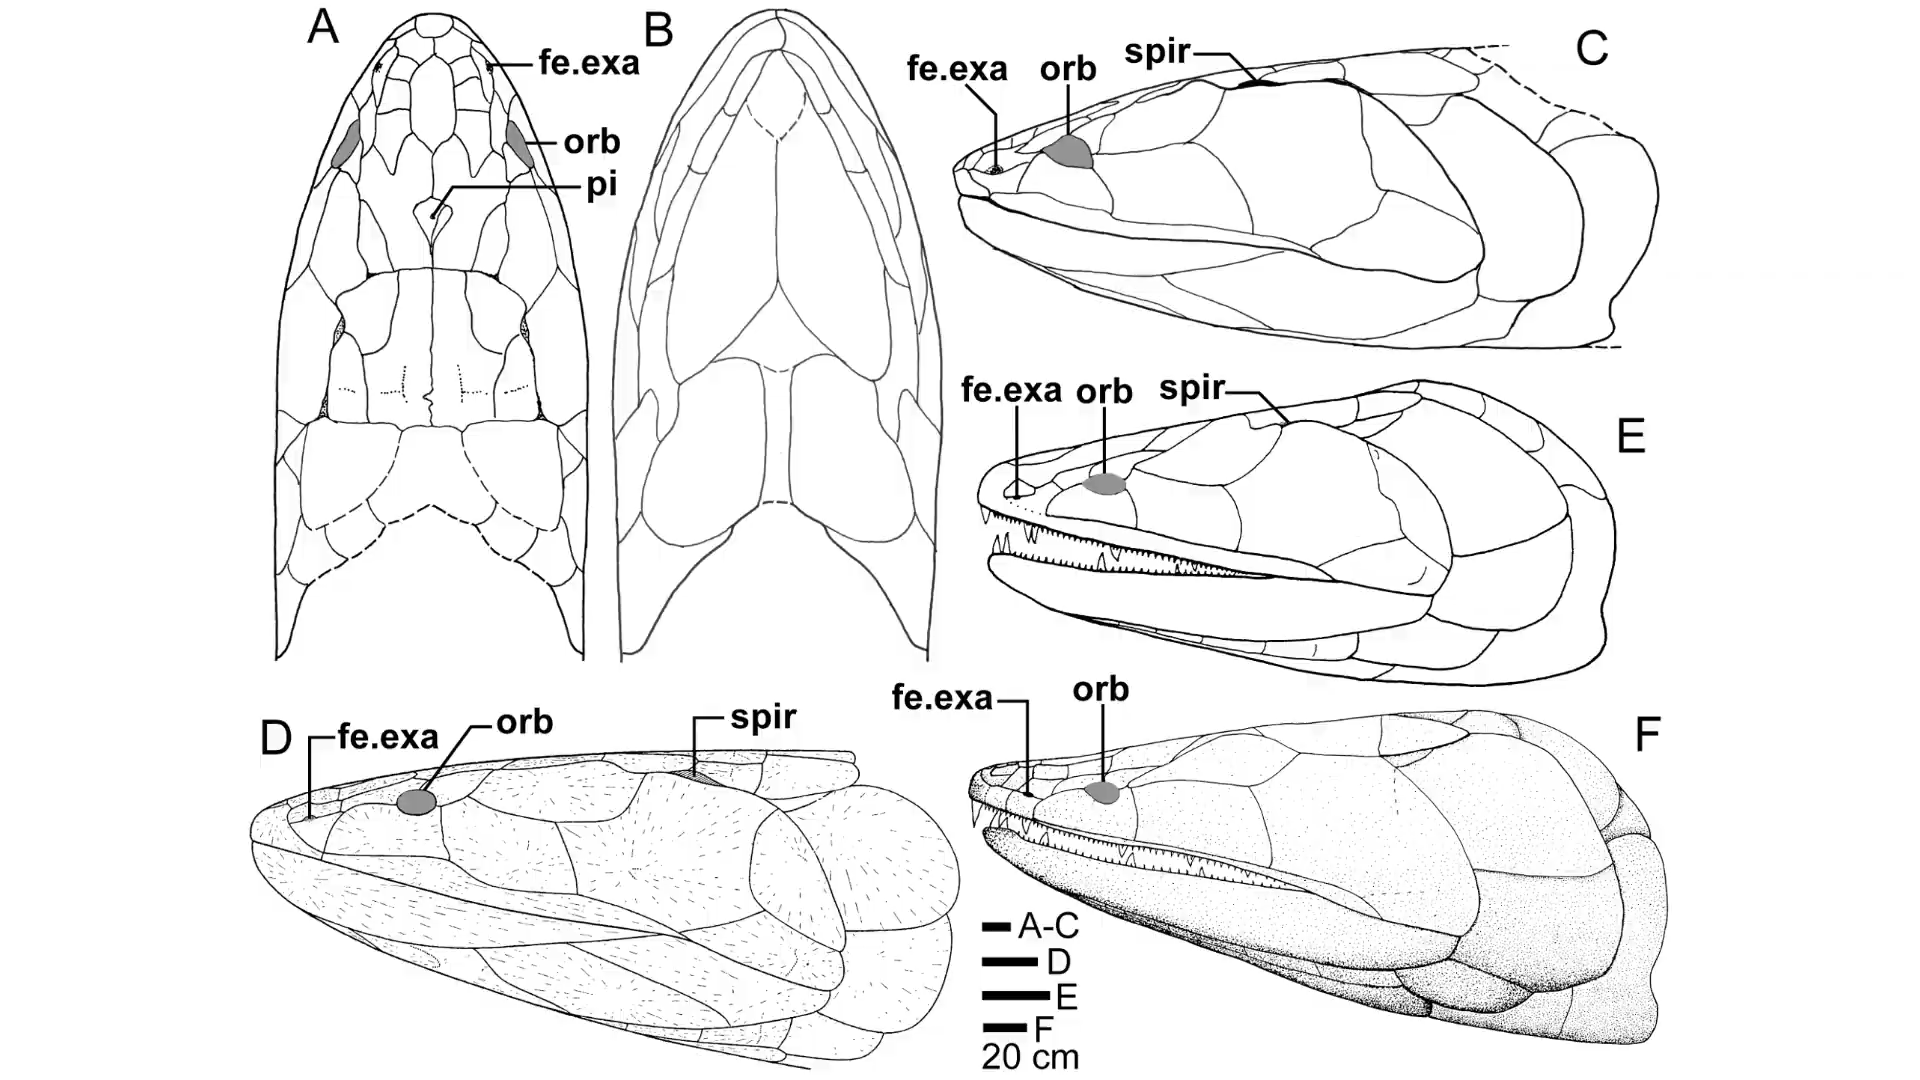 A
fe.exa
orb
pi
B
C
fe.exa
orb
spir
E
fe.exa
orb
spir
D
fe.exa
orb
spir
F
fe.exa
orb
A-C
D
E
F
20 cm